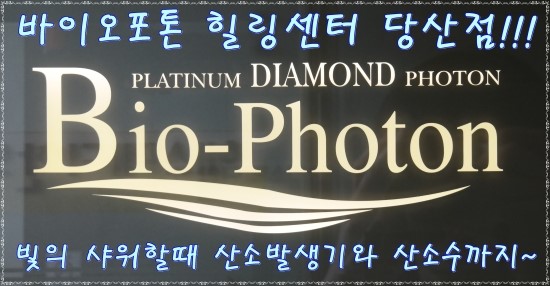 바이오포톤 힐링센터 당산점!!!
PLATINUM DIAMOND PHOTON
Bio-Photon
빛의 샤워할때 산소발생기와 산소수까지~